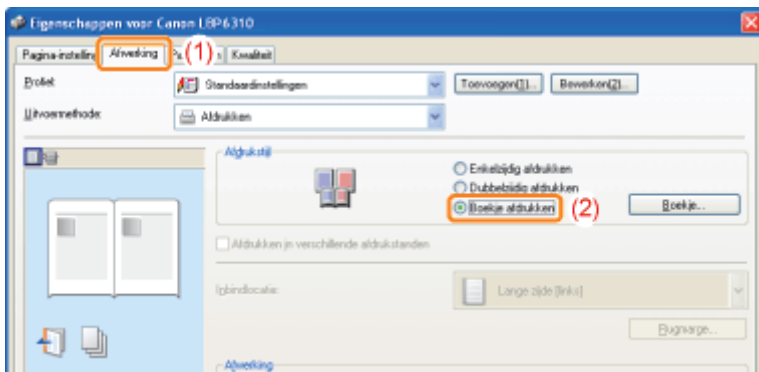 Eigenschappen voor Canon LBP6310
Pagina-instelling Afwerking (1) Kwaliteit
Profiel: Standaardinstellingen Toevoegen(1)... Bewerken(2)...
Uitvoermethode: Afdrukken
Afdrukstijl
Enkelzijdig afdrukken
Dubbelzijdig afdrukken
Boekje afdrukken (2) Boekje...
Afdrukken in verschillende afdrukstanden
Inbindlocatie: Lange zijde [links]
Rugmarge...
Afwerking